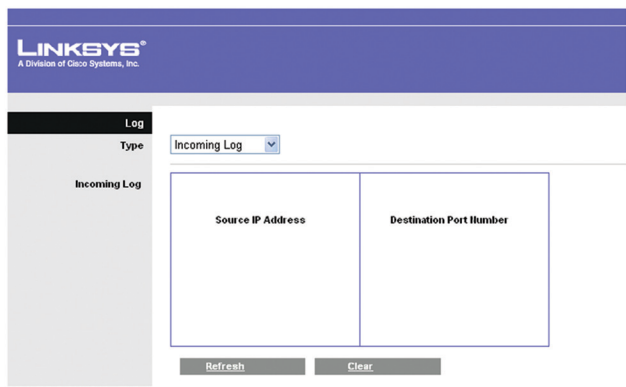 LINKSYS®
A Division of Cisco Systems, Inc.
Log
Type
Incoming Log
Incoming Log
Source IP Address
Destination Port Number
Refresh
Clear